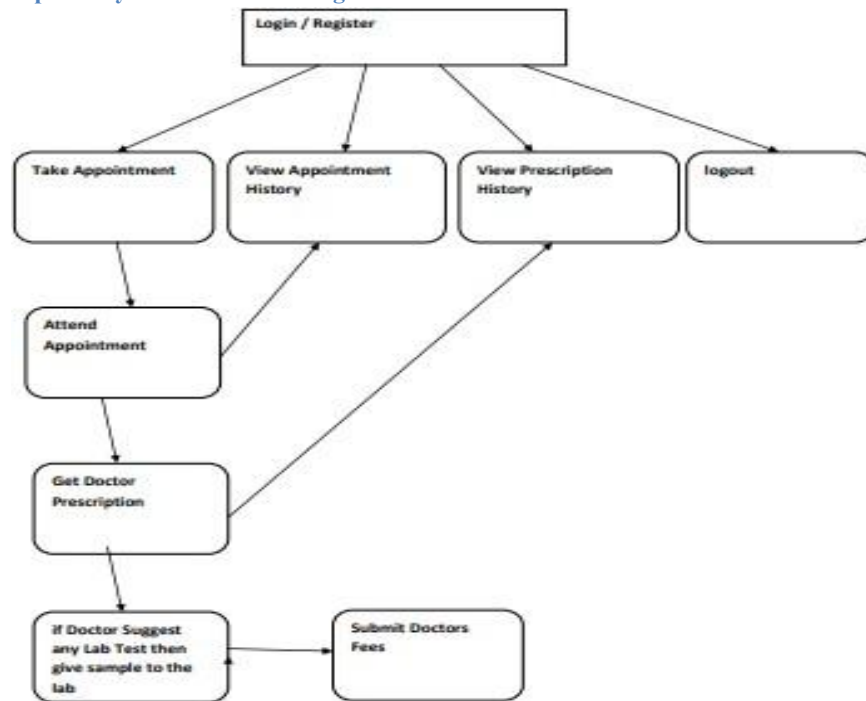 Login / Register
Take Appointment
View Appointment
History
View Prescription
History
logout
Attend
Appointment
Get Doctor
Prescription
if Doctor Suggest
any Lab Test then
give sample to the
lab
Submit Doctors
Fees